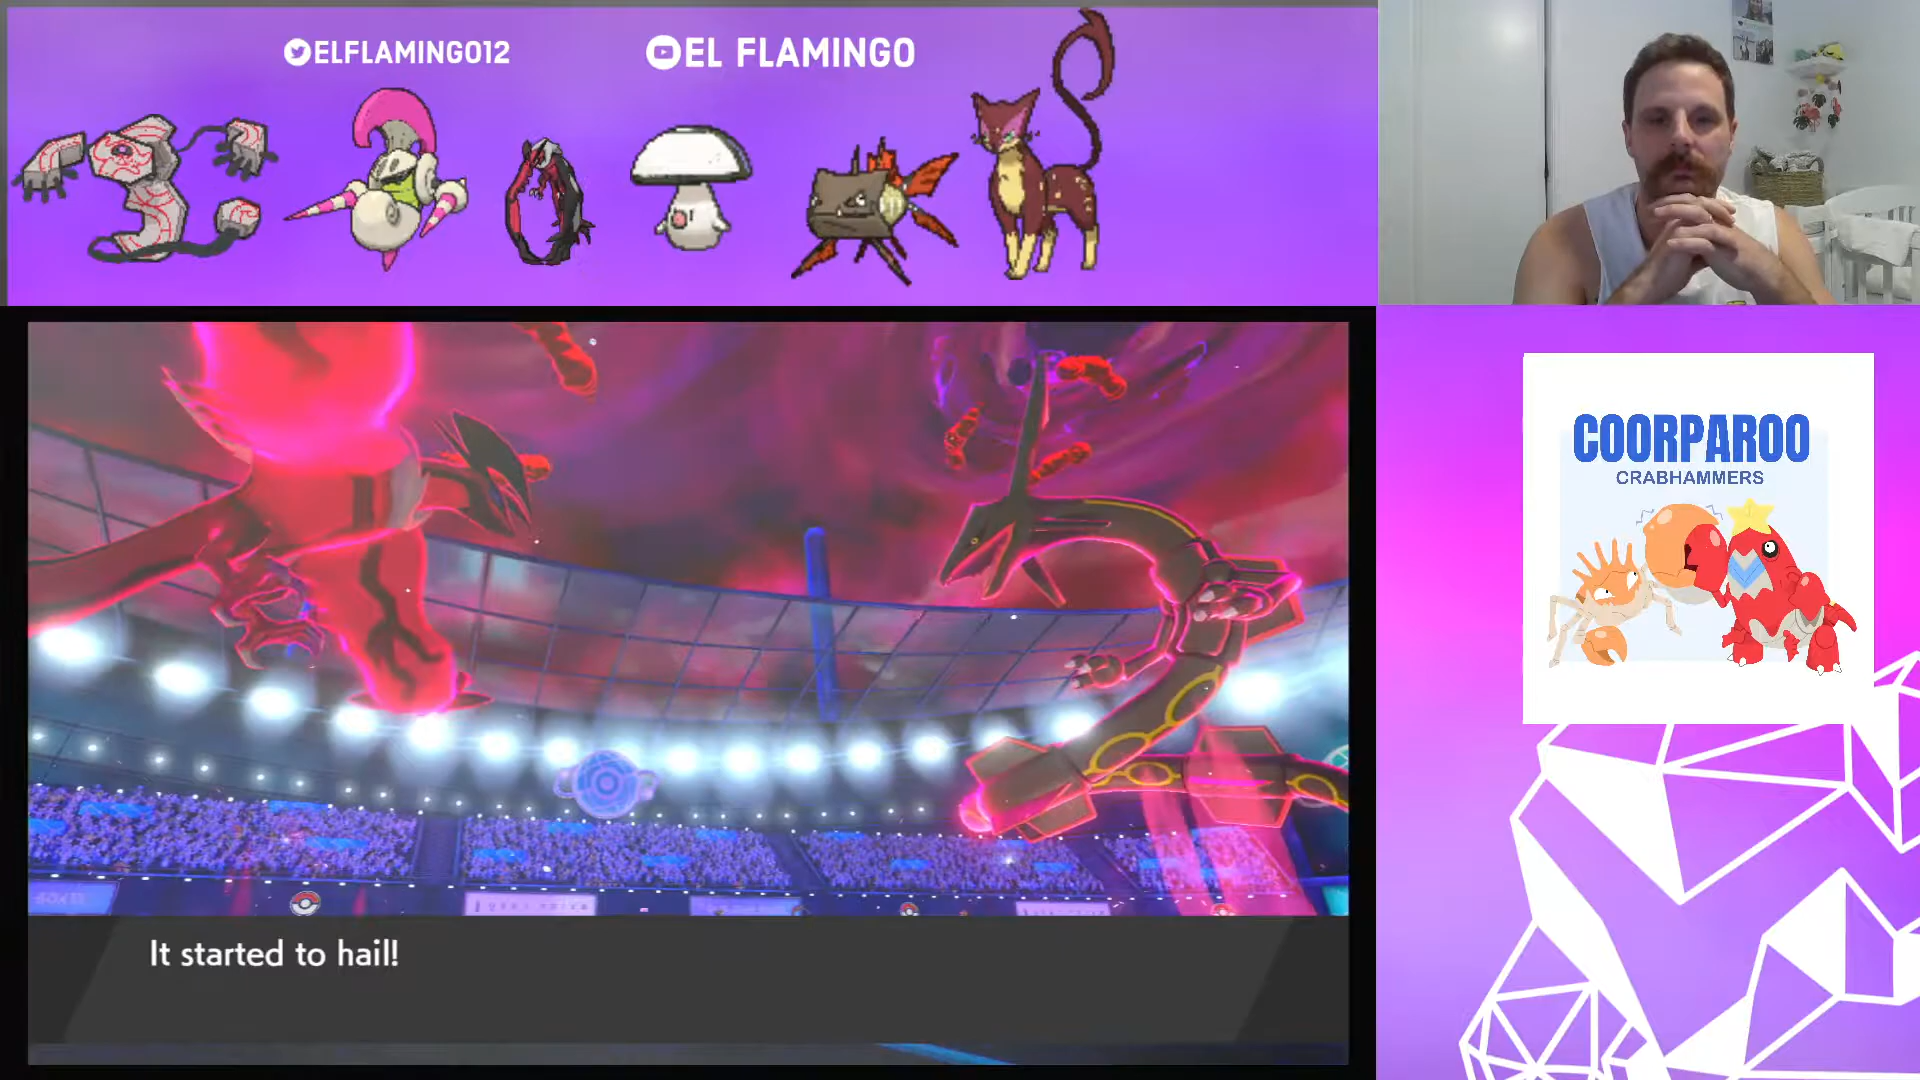 ELFLAMINGO12
EL FLAMINGO
COORPAROO
CRABHAMMERS
It started to hail!